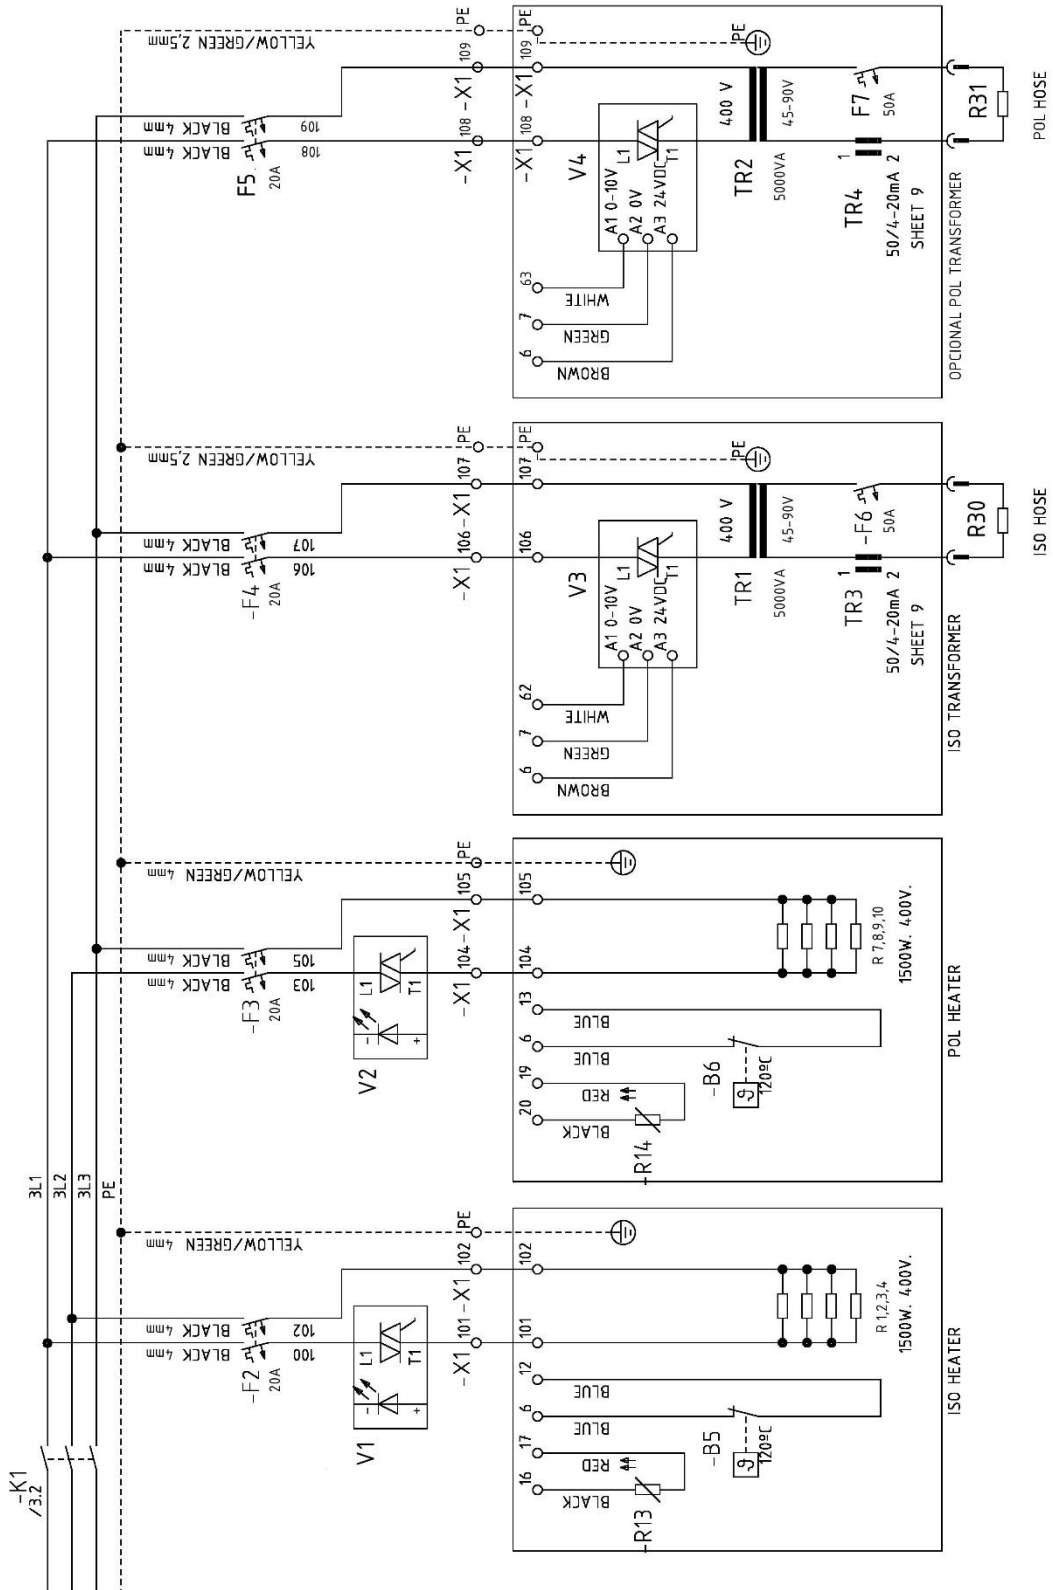 -K1
/3.2
3L1
3L2
3L3
PE
YELLOW/GREEN 4mm
BLACK 4mm
BLACK 4mm
102
100
-F2
20A
V1
L1
T1
-
+
-X1
101
-X1
102
PE
101
102
16
17
6
12
BLACK
RED
BLUE
BLUE
-R13
-B5
120ºC
R 1,2,3,4
1500W. 400V.
ISO HEATER
YELLOW/GREEN 4mm
BLACK 4mm
BLACK 4mm
105
103
-F3
20A
V2
L1
T1
-
+
-X1
104
-X1
105
PE
104
105
20
19
6
13
BLACK
RED
BLUE
BLUE
-R14
-B6
120ºC
R 7,8,9,10
1500W. 400V.
POL HEATER
YELLOW/GREEN 2,5mm
BLACK 4mm
BLACK 4mm
107
106
-F4
20A
-X1
106
-X1
107
PE
106
107
PE
6
7
62
BROWN
GREEN
WHITE
V3
A1 0-10V
A2 0V
A3 24VDC
L1
T1
PE
400 V
45-90V
TR1
5000VA
-F6
50A
TR3
1
2
50/4-20mA
SHEET 9
R30
ISO HOSE
ISO TRANSFORMER
YELLOW/GREEN 2,5mm
BLACK 4mm
BLACK 4mm
109
108
F5
20A
-X1
108
-X1
109
PE
-X1
108
-X1
109
PE
6
7
63
BROWN
GREEN
WHITE
V4
A1 0-10V
A2 0V
A3 24VDC
L1
T1
PE
400 V
45-90V
TR2
5000VA
F7
50A
TR4
1
2
50/4-20mA
SHEET 9
R31
POL HOSE
OPCIONAL POL TRANSFORMER